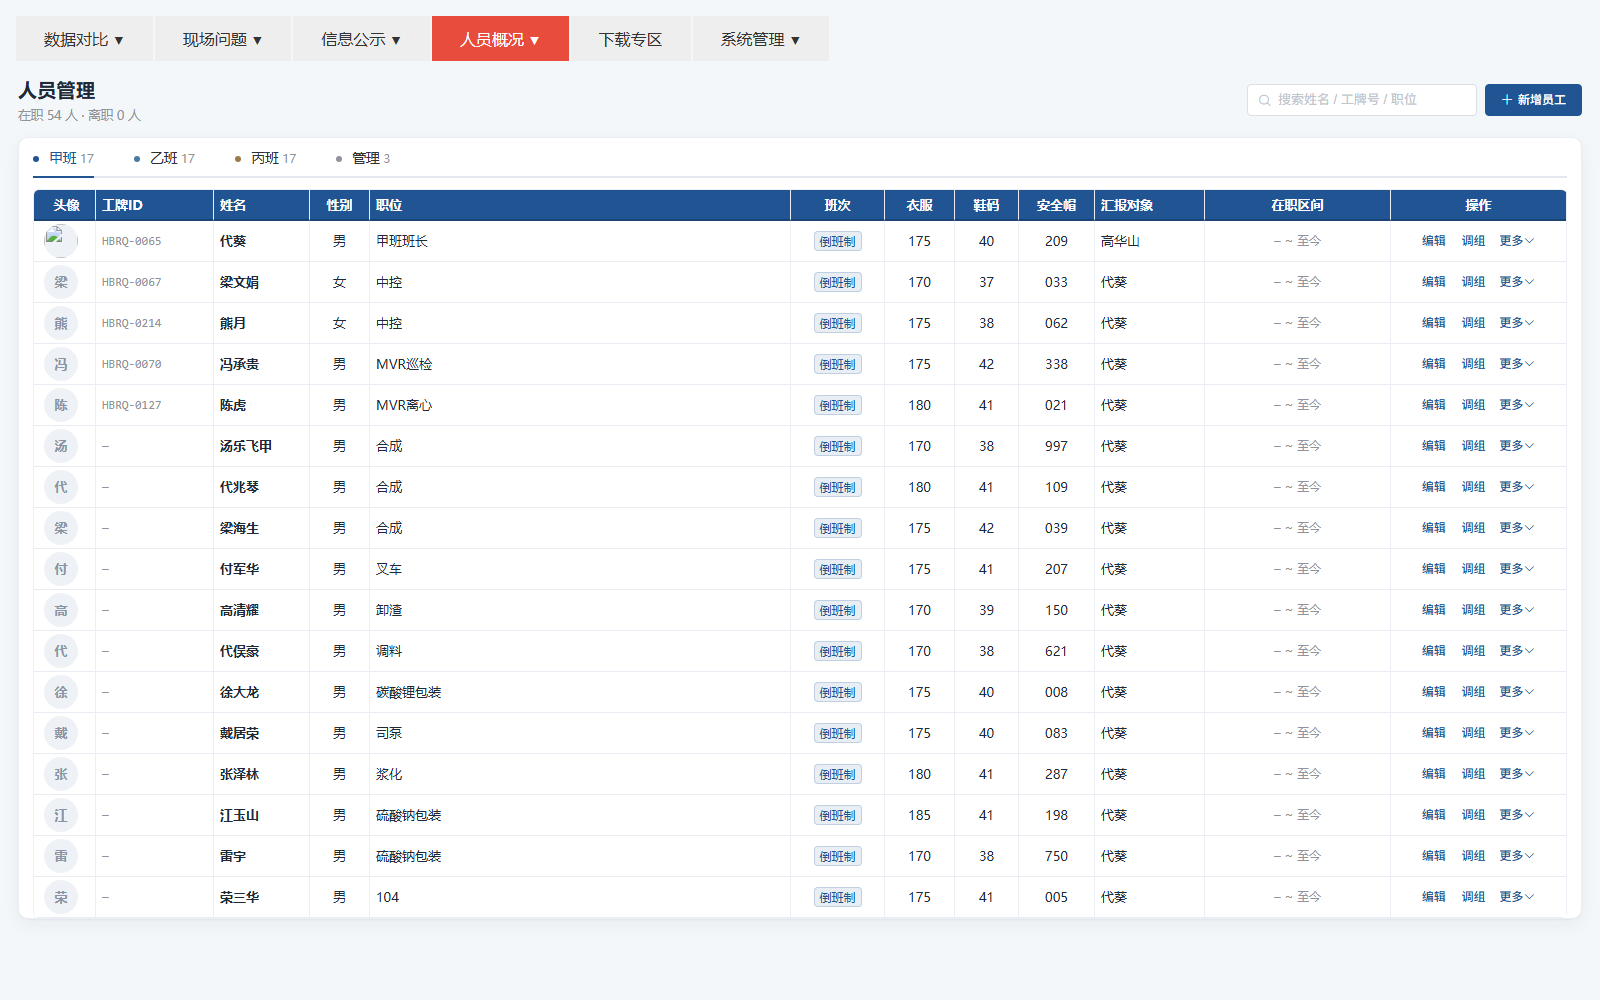 数据对比 ▼ 现场问题 ▼ 信息公示 ▼ 人员概况 ▼ 下载专区 系统管理 ▼
人员管理
在职 54 人 · 离职 0 人
搜索姓名 / 工牌号 / 职位
+ 新增员工
甲班 17 乙班 17 丙班 17 管理 3
头像 工牌ID 姓名 性别 职位 班次 衣服 鞋码 安全帽 汇报对象 在职区间 操作
HBRQ-0065 代葵 男 甲班班长 倒班制 175 40 209 高华山 – ~ 至今 编辑 调组 更多
梁 HBRQ-0067 梁文娟 女 中控 倒班制 170 37 033 代葵 – ~ 至今 编辑 调组 更多
熊 HBRQ-0214 熊月 女 中控 倒班制 175 38 062 代葵 – ~ 至今 编辑 调组 更多
冯 HBRQ-0070 冯承贵 男 MVR巡检 倒班制 175 42 338 代葵 – ~ 至今 编辑 调组 更多
陈 HBRQ-0127 陈虎 男 MVR离心 倒班制 180 41 021 代葵 – ~ 至今 编辑 调组 更多
汤 – 汤乐飞甲 男 合成 倒班制 170 38 997 代葵 – ~ 至今 编辑 调组 更多
代 – 代兆琴 男 合成 倒班制 180 41 109 代葵 – ~ 至今 编辑 调组 更多
梁 – 梁海生 男 合成 倒班制 175 42 039 代葵 – ~ 至今 编辑 调组 更多
付 – 付军华 男 叉车 倒班制 175 41 207 代葵 – ~ 至今 编辑 调组 更多
高 – 高清耀 男 卸渣 倒班制 170 39 150 代葵 – ~ 至今 编辑 调组 更多
代 – 代俣豪 男 调料 倒班制 170 38 621 代葵 – ~ 至今 编辑 调组 更多
徐 – 徐大龙 男 碳酸锂包装 倒班制 175 40 008 代葵 – ~ 至今 编辑 调组 更多
戴 – 戴居荣 男 司泵 倒班制 175 40 083 代葵 – ~ 至今 编辑 调组 更多
张 – 张泽林 男 浆化 倒班制 180 41 287 代葵 – ~ 至今 编辑 调组 更多
江 – 江玉山 男 硫酸钠包装 倒班制 185 41 198 代葵 – ~ 至今 编辑 调组 更多
雷 – 雷宇 男 硫酸钠包装 倒班制 170 38 750 代葵 – ~ 至今 编辑 调组 更多
荣 – 荣三华 男 104 倒班制 175 41 005 代葵 – ~ 至今 编辑 调组 更多